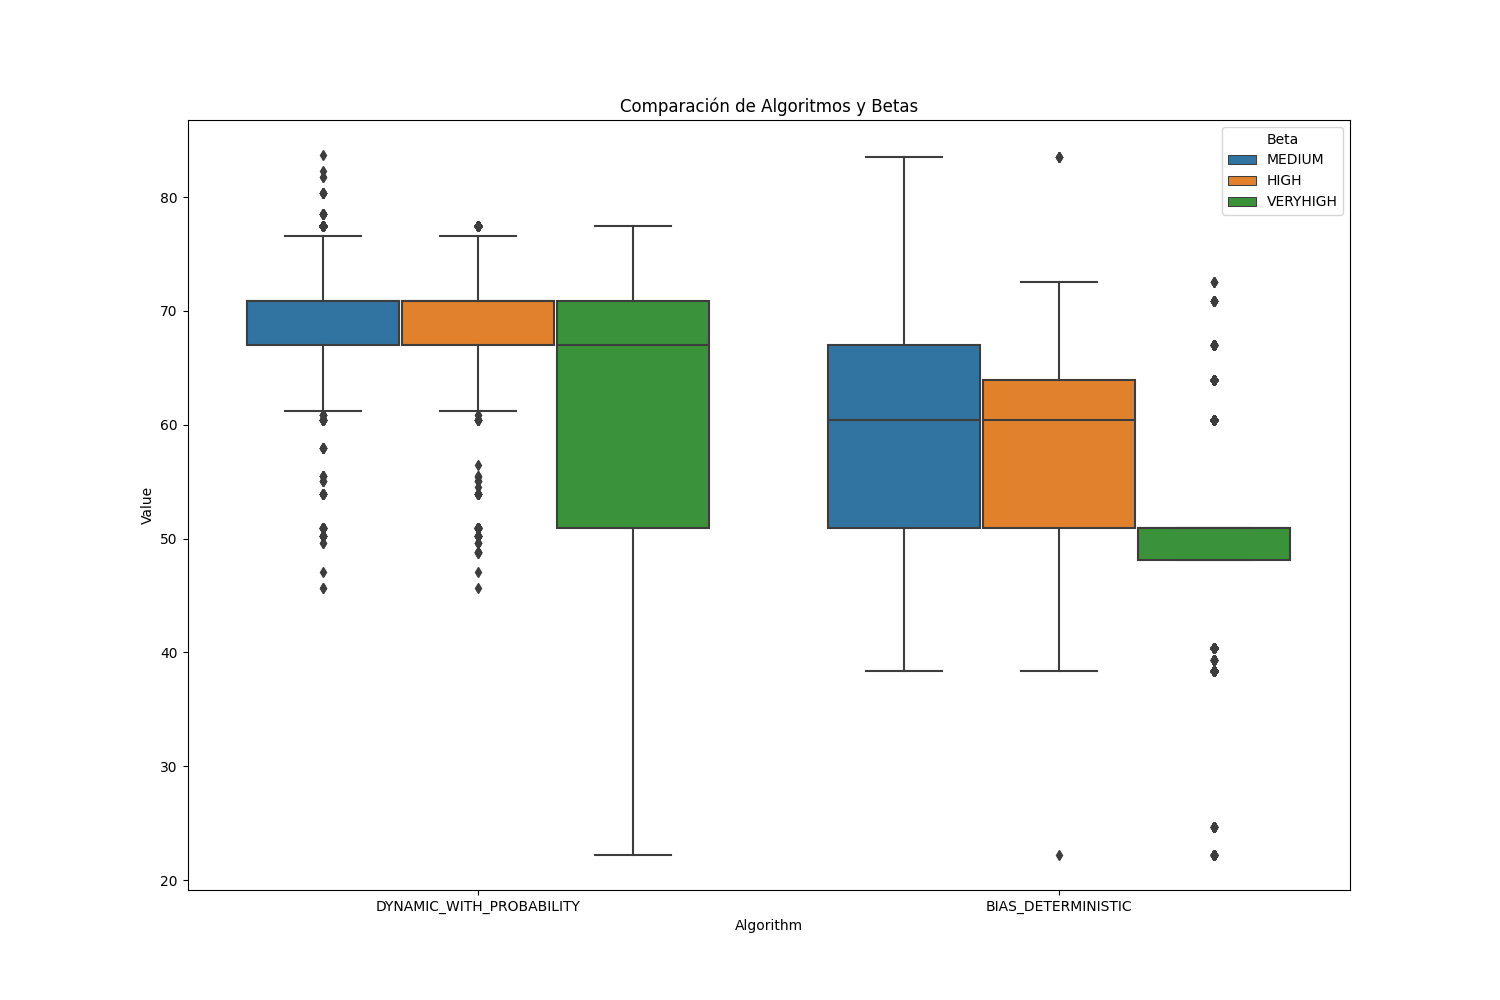 Comparación de Algoritmos y Betas
Beta
MEDIUM
HIGH
VERYHIGH
80
70
60
50
40
30
20
Value
DYNAMIC_WITH_PROBABILITY
BIAS_DETERMINISTIC
Algorithm